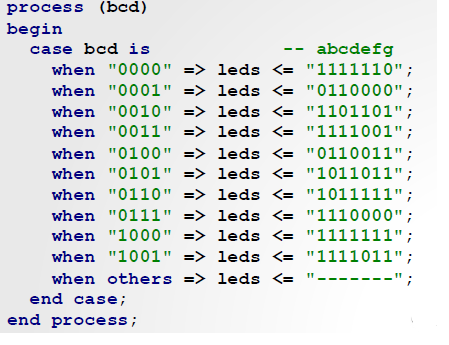 process (bcd)
begin
case bcd is -- abcdefg
when "0000" => leds <= "1111110";
when "0001" => leds <= "0110000";
when "0010" => leds <= "1101101";
when "0011" => leds <= "1111001";
when "0100" => leds <= "0110011";
when "0101" => leds <= "1011011";
when "0110" => leds <= "1011111";
when "0111" => leds <= "1110000";
when "1000" => leds <= "1111111";
when "1001" => leds <= "1111011";
when others => leds <= "-------";
end case;
end process;